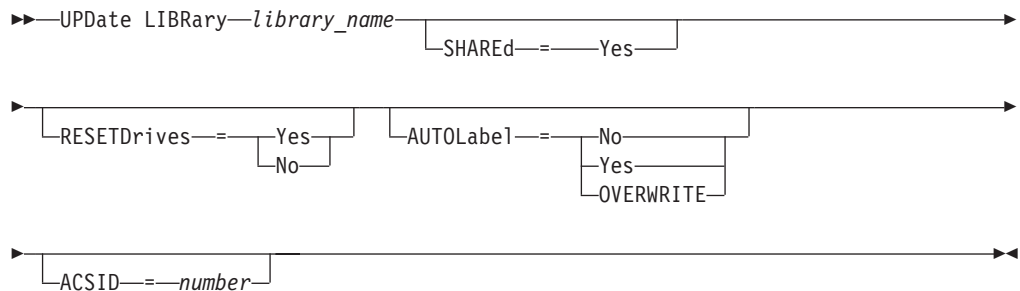 UPDate LIBRary library_name
SHAREd = Yes
RESETDrives = Yes AUTOLabel = No
No Yes
OVERWRITE
ACSID = number